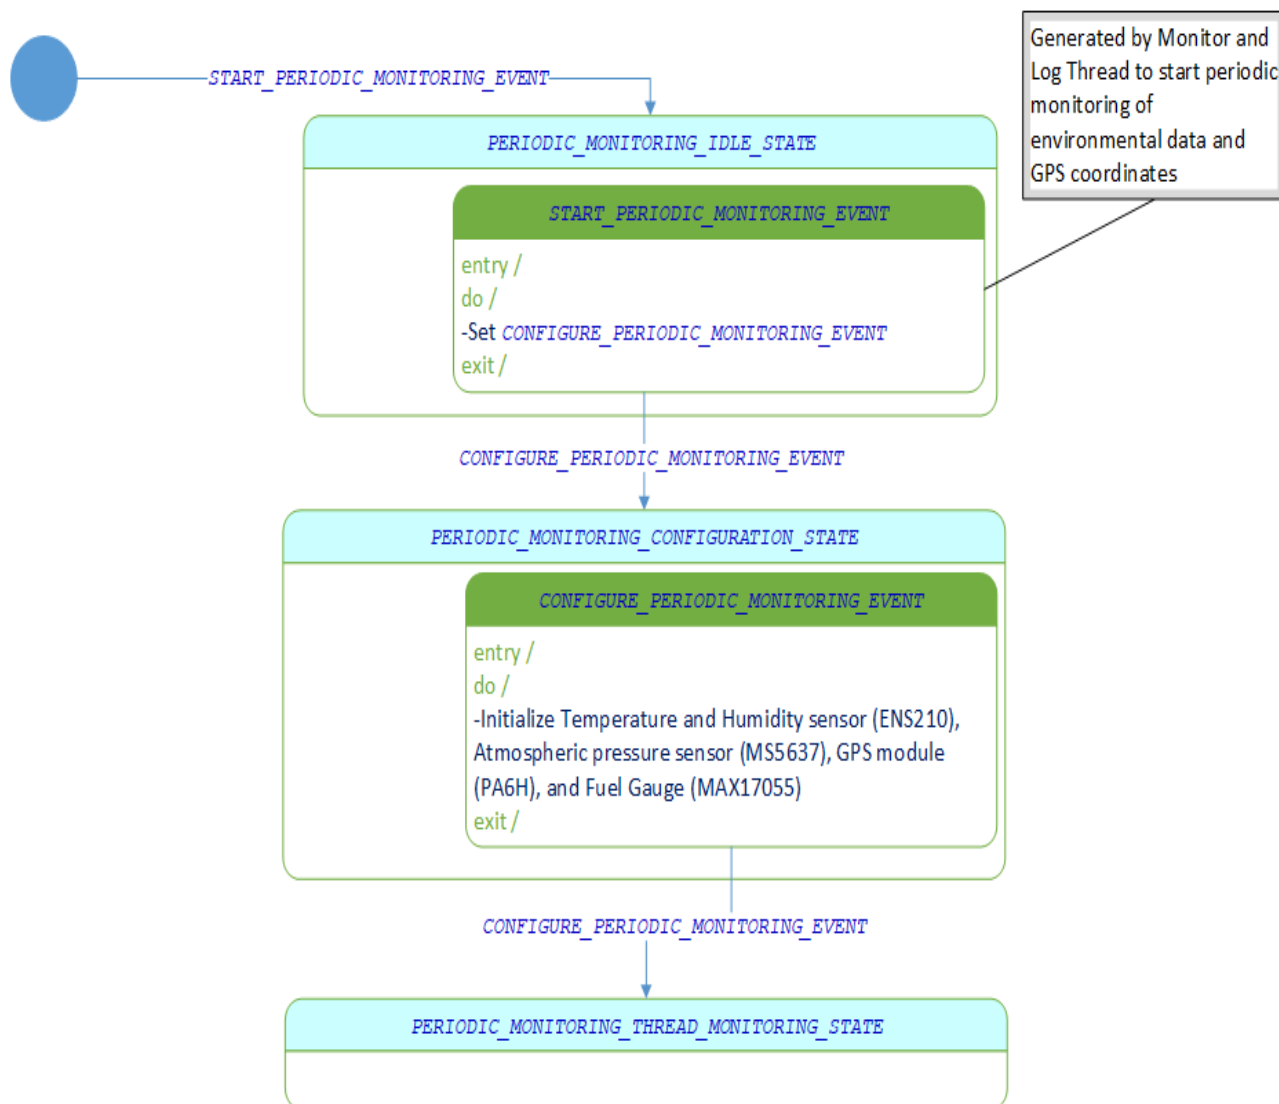 START_PERIODIC_MONITORING_EVENT
Generated by Monitor and
Log Thread to start periodic
monitoring of
environmental data and
GPS coordinates
PERIODIC_MONITORING_IDLE_STATE
START_PERIODIC_MONITORING_EVENT
entry /
do /
-Set CONFIGURE_PERIODIC_MONITORING_EVENT
exit /
CONFIGURE_PERIODIC_MONITORING_EVENT
PERIODIC_MONITORING_CONFIGURATION_STATE
CONFIGURE_PERIODIC_MONITORING_EVENT
entry /
do /
-Initialize Temperature and Humidity sensor (ENS210),
Atmospheric pressure sensor (MS5637), GPS module
(PA6H), and Fuel Gauge (MAX17055)
exit /
CONFIGURE_PERIODIC_MONITORING_EVENT
PERIODIC_MONITORING_THREAD_MONITORING_STATE